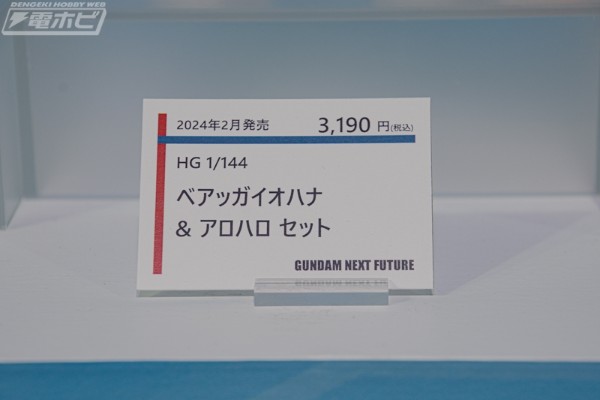 DENGEKI HOBBY WEB
電ホビ
2024年2月発売 3,190 円(税込)
HG 1/144
ベアッガイオハナ
& アロハロ セット
GUNDAM NEXT FUTURE